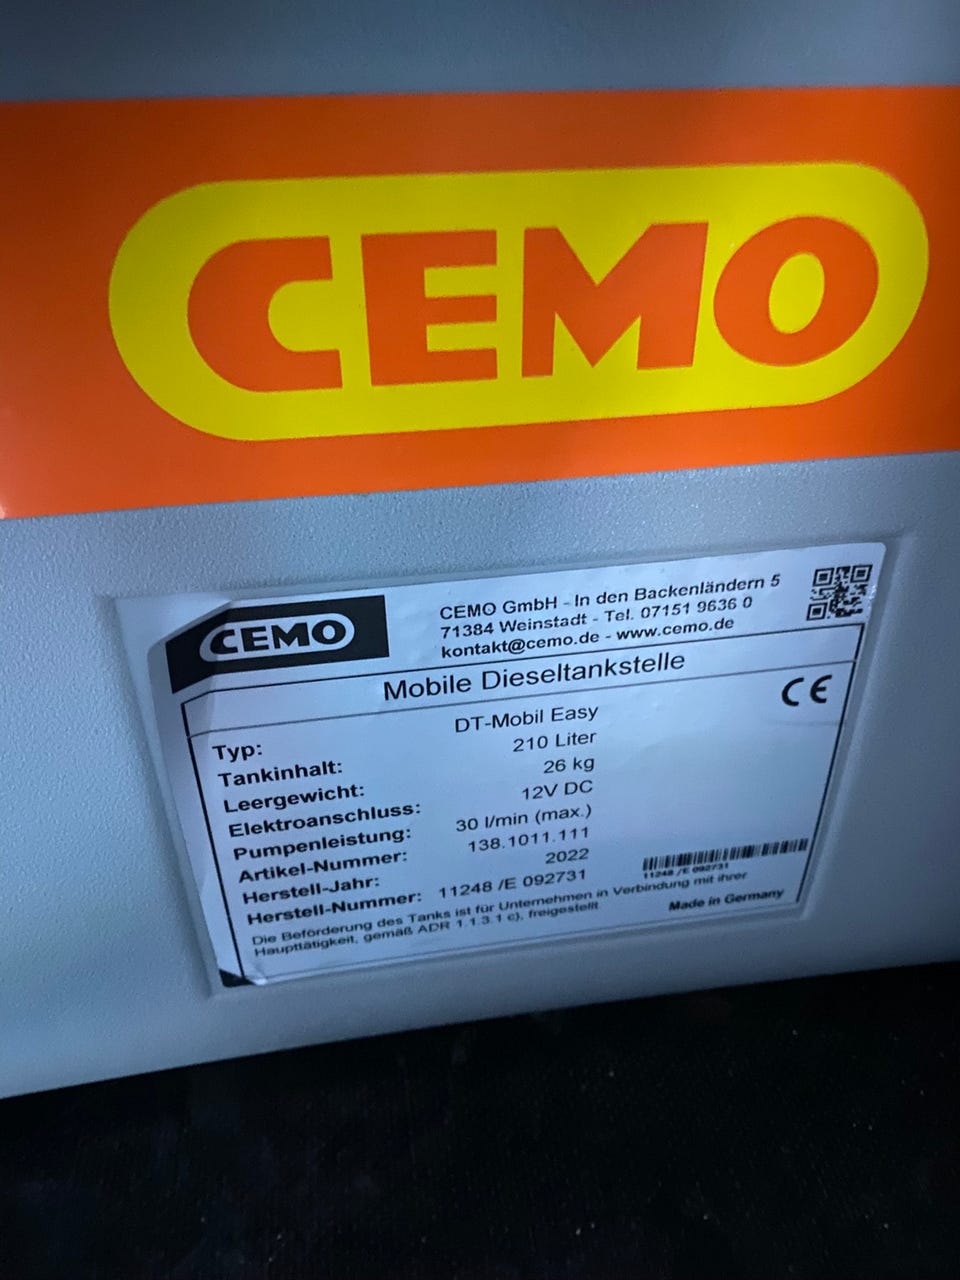 CEMO
CEMO
CEMO GmbH - In den Backenländern 5
71384 Weinstadt - Tel. 07151 9636 0
kontakt@cemo.de - www.cemo.de
Mobile Dieseltankstelle
CE
Typ: DT-Mobil Easy
Tankinhalt: 210 Liter
Leergewicht: 26 kg
Elektroanschluss: 12V DC
Pumpenleistung: 30 l/min (max.)
Artikel-Nummer: 138.1011.111
Herstell-Jahr: 2022
Herstell-Nummer: 11248 /E 092731
11248 /E 092731
Die Beförderung des Tanks ist für Unternehmen in Verbindung mit ihrer
Haupttätigkeit, gemäß ADR 1.1.3.1 c), freigestellt
Made in Germany